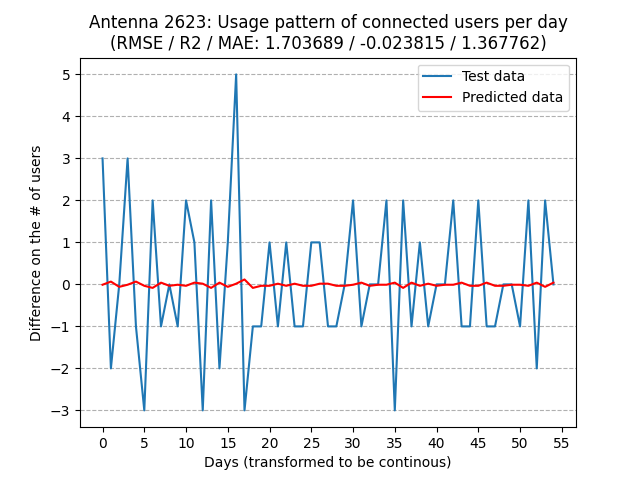 Antenna 2623: Usage pattern of connected users per day
(RMSE / R2 / MAE: 1.703689 / -0.023815 / 1.367762)
Test data
Predicted data
Difference on the # of users
5
4
3
2
1
0
−1
−2
−3
0 5 10 15 20 25 30 35 40 45 50 55
Days (transformed to be continous)